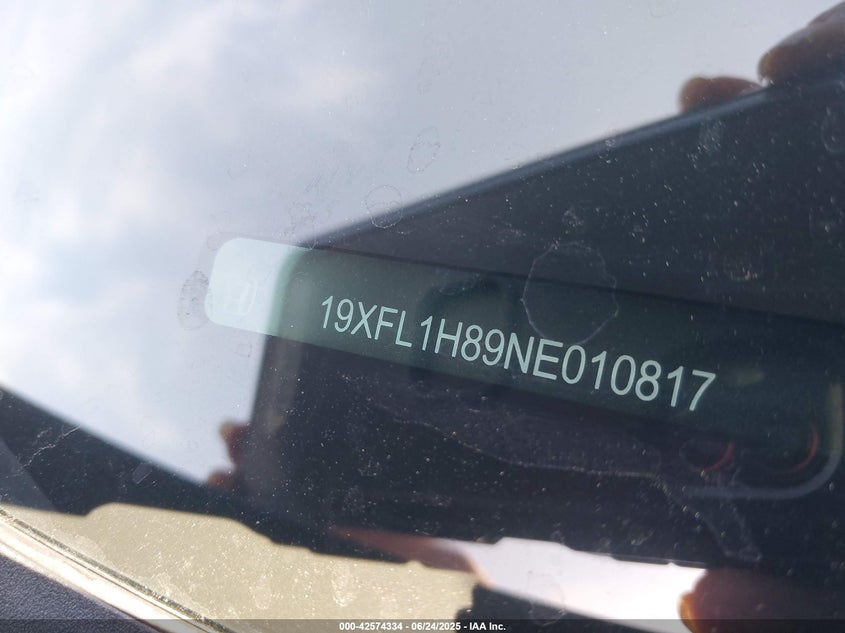 19XFL1H89NE010817
000-42574334 - 06/24/2025 - IAA Inc.